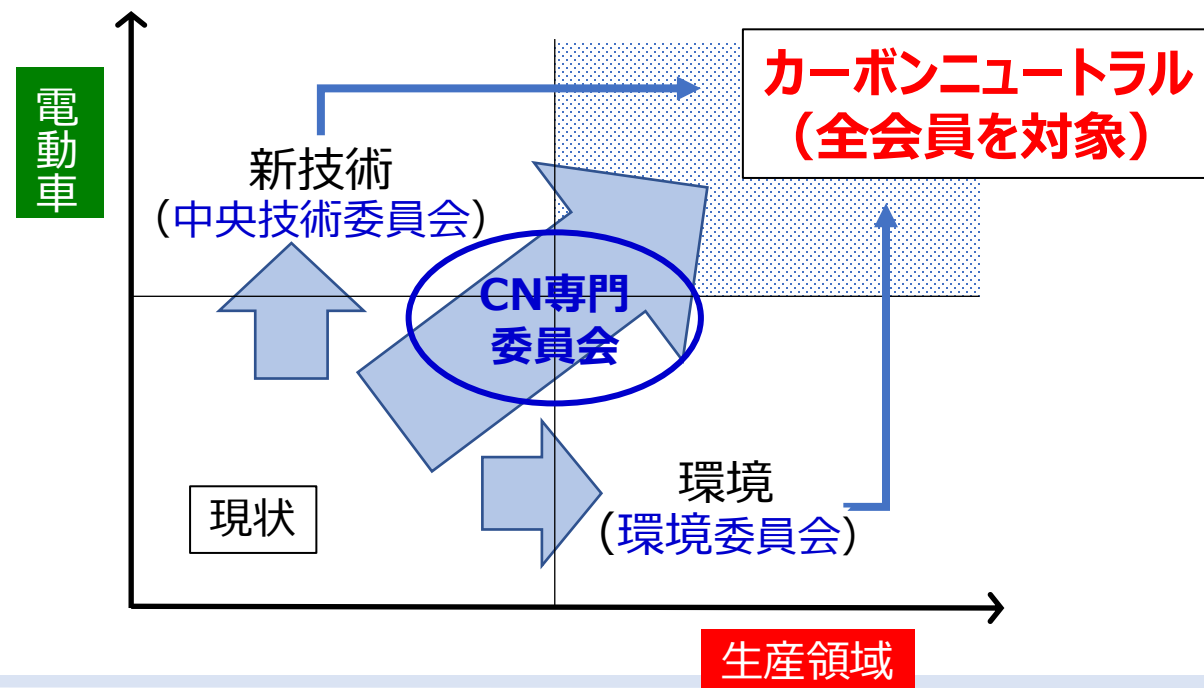 カーボンニュートラル
（全会員を対象）
電動車
新技術
（中央技術委員会）
CN専門
委員会
現状
環境
（環境委員会）
生産領域